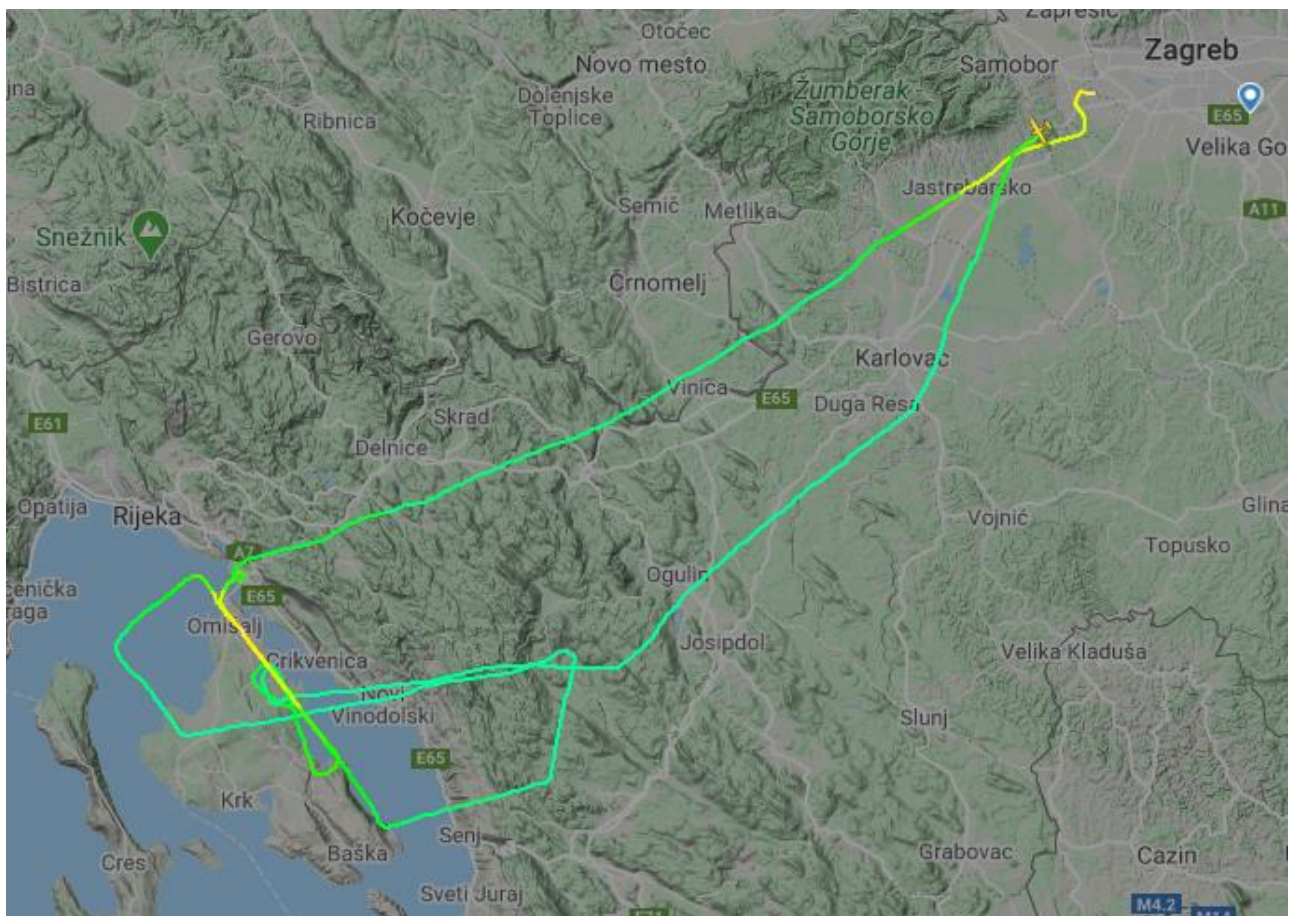 Zaprešić
Otočec
Zagreb
Novo mesto
Samobor
Dolenjske
Toplice
Žumberak -
Samoborsko
Gorje
E65
Ribnica
Velika Go
Jastrebarsko
Semič
Metlika
Kočevje
A11
Snežnik
Bistrica
Črnomelj
Gerovo
Karlovac
Vinica
E65
Duga Resa
Skrad
E61
Delnice
Opatija
Rijeka
Vojnić
Glina
A7
Topusko
Ogulin
E65
Omišalj
Josipdol
Velika Kladuša
Crikvenica
Novi
Vinodolski
Slunj
E65
Krk
Senj
Baška
Grabovac
Cazin
Cres
Sveti Juraj
M4.2